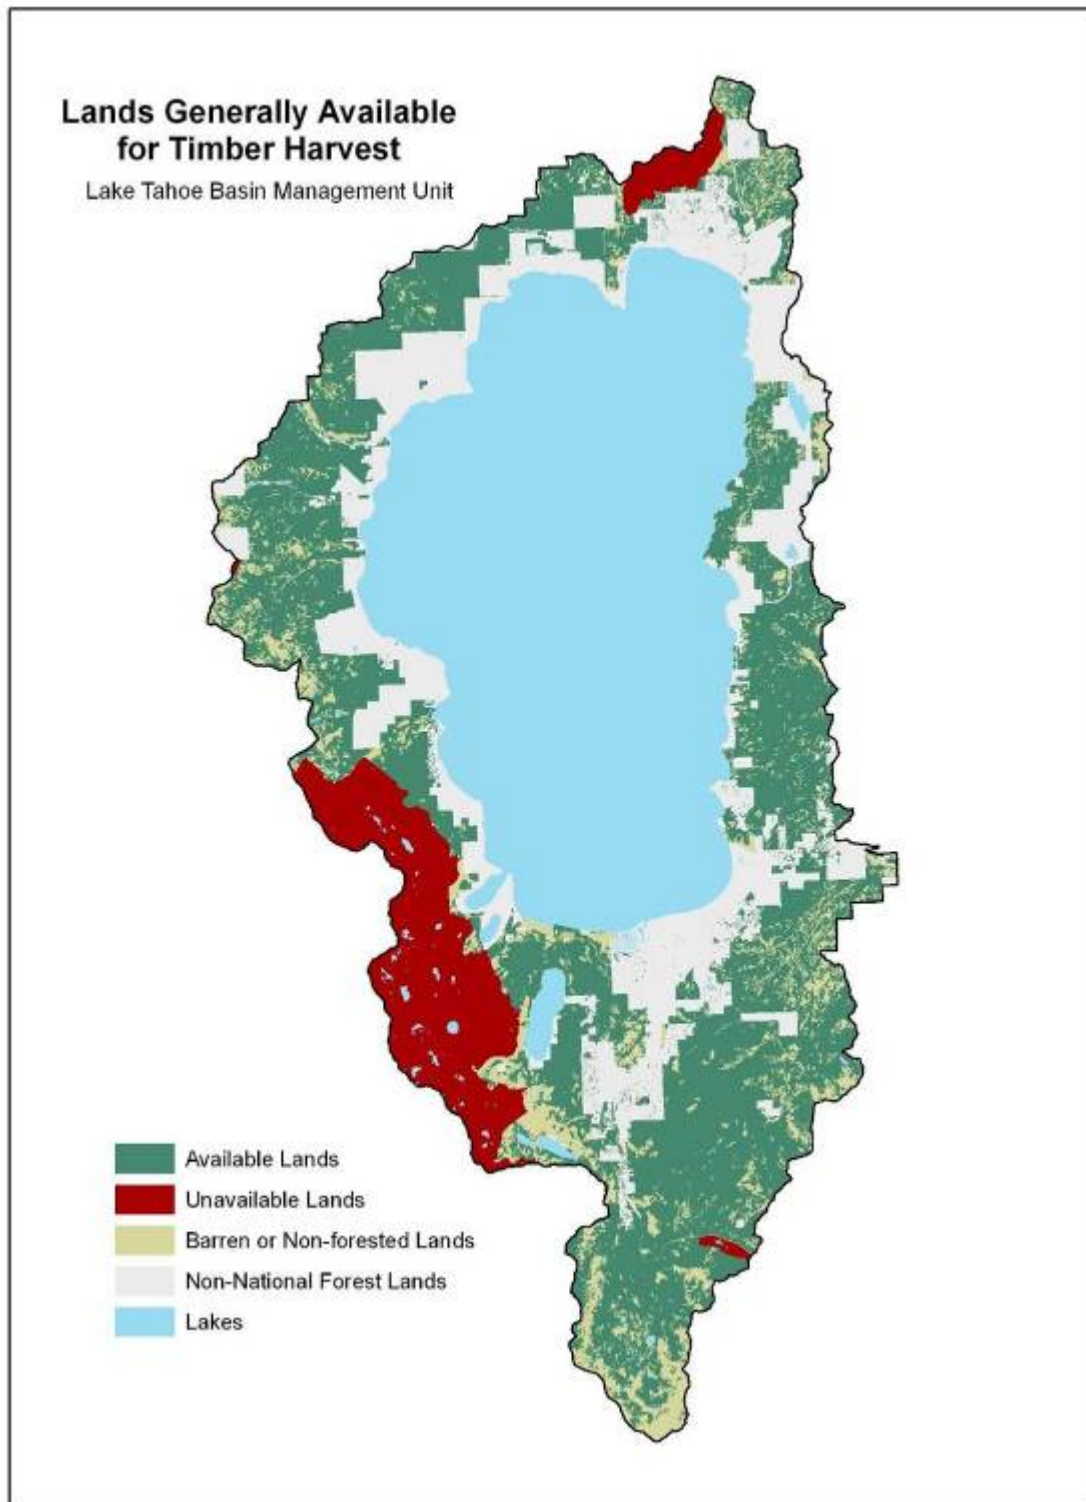 Lands Generally Available
for Timber Harvest
Lake Tahoe Basin Management Unit
Available Lands
Unavailable Lands
Barren or Non-forested Lands
Non-National Forest Lands
Lakes